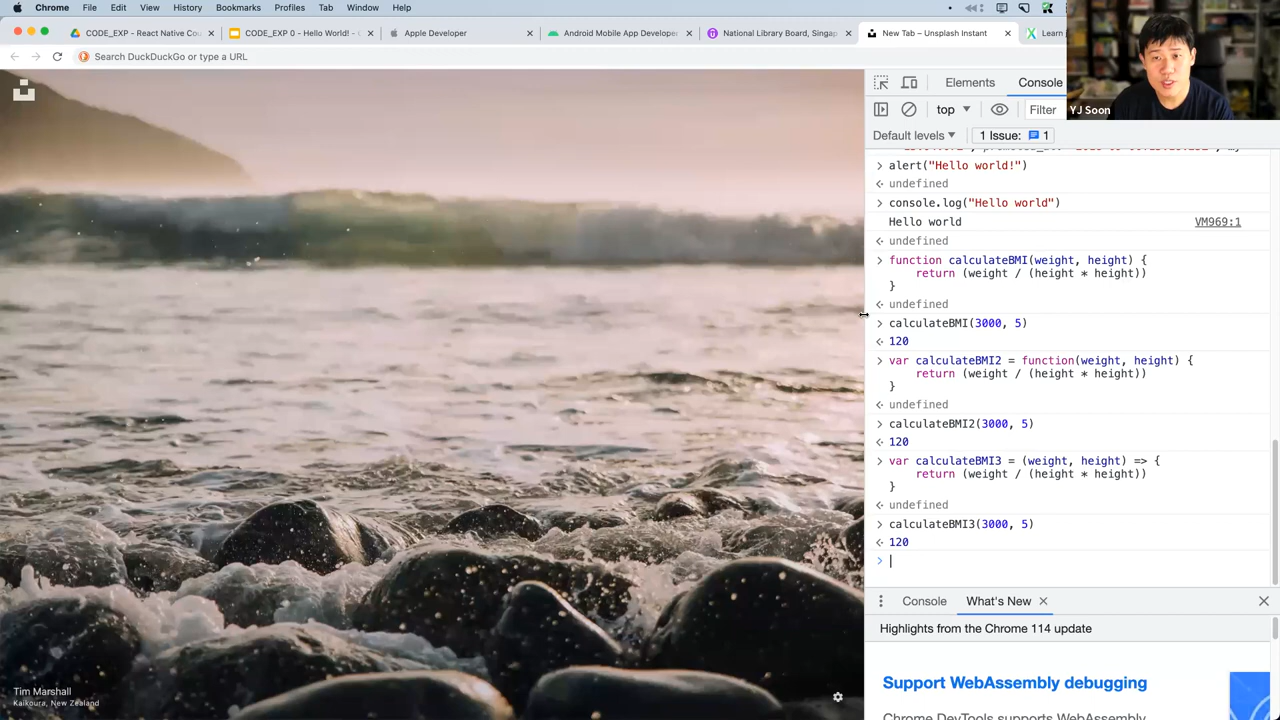 Chrome File Edit View History Bookmarks Profiles Tab Window Help
CODE_EXP - React Native Cou
CODE_EXP 0 - Hello World! -
Apple Developer
Android Mobile App Develope
National Library Board, Singap
New Tab – Unsplash Instant
Learn
Search DuckDuckGo or type a URL
YJ Soon
Elements Console
top Filter
Default levels 1 Issue: 1
alert("Hello world!")
undefined
console.log("Hello world")
Hello world VM969:1
undefined
function calculateBMI(weight, height) {
return (weight / (height * height))
}
undefined
calculateBMI(3000, 5)
120
var calculateBMI2 = function(weight, height) {
return (weight / (height * height))
}
undefined
calculateBMI2(3000, 5)
120
var calculateBMI3 = (weight, height) => {
return (weight / (height * height))
}
undefined
calculateBMI3(3000, 5)
120
Console What's New
Highlights from the Chrome 114 update
Support WebAssembly debugging
Chrome DevTools supports WebAssembly
Tim Marshall
Kaikoura, New Zealand